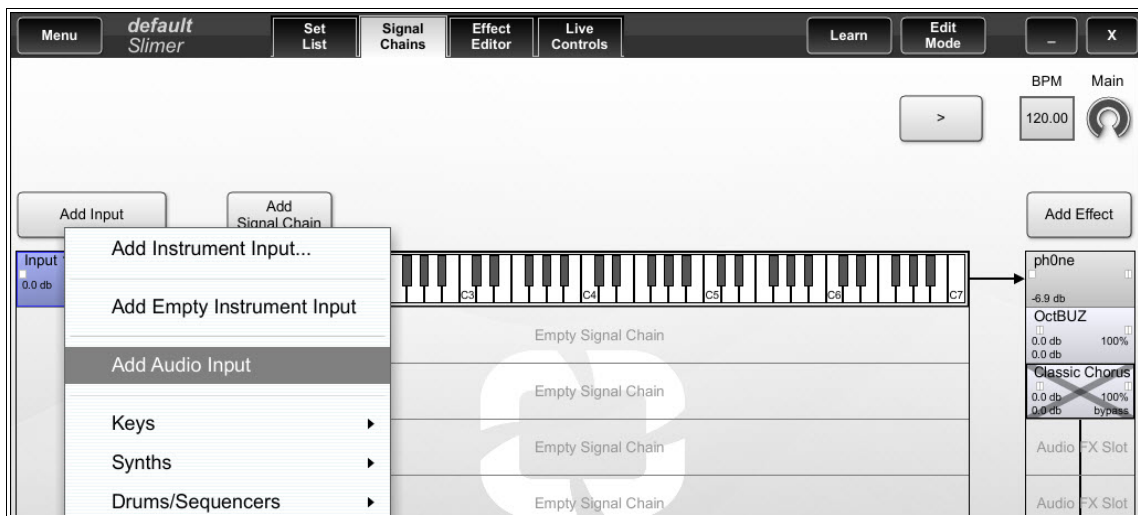 Menu
default
Slimer
Set
List
Signal
Chains
Effect
Editor
Live
Controls
Learn
Edit
Mode
_
X
BPM
Main
>
120.00
Add Input
Add
Signal Chain
Add Effect
Input
0.0 db
Add Instrument Input...
Add Empty Instrument Input
Add Audio Input
Keys
Synths
Drums/Sequencers
C3
C4
C5
C6
C7
Empty Signal Chain
Empty Signal Chain
Empty Signal Chain
Empty Signal Chain
ph0ne
-6.9 db
OctBUZ
0.0 db 100%
0.0 db
Classic Chorus
0.0 db 100%
0.0 db bypass
Audio FX Slot
Audio FX Slot